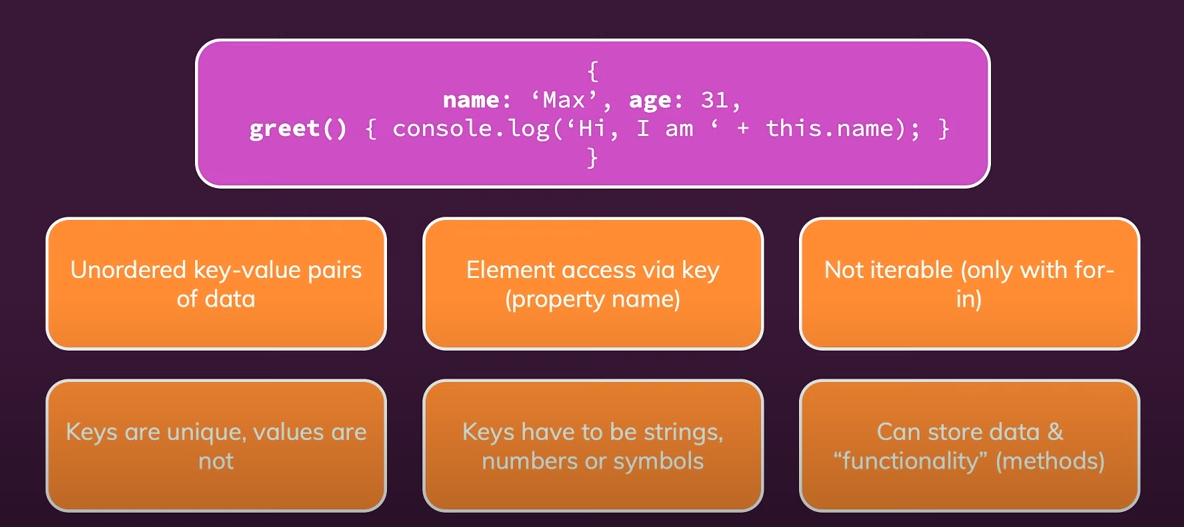 {
name: ‘Max’, age: 31,
greet() { console.log(‘Hi, I am ‘ + this.name); }
}
Unordered key-value pairs
of data
Element access via key
(property name)
Not iterable (only with for-
in)
Keys are unique, values are
not
Keys have to be strings,
numbers or symbols
Can store data &
“functionality” (methods)